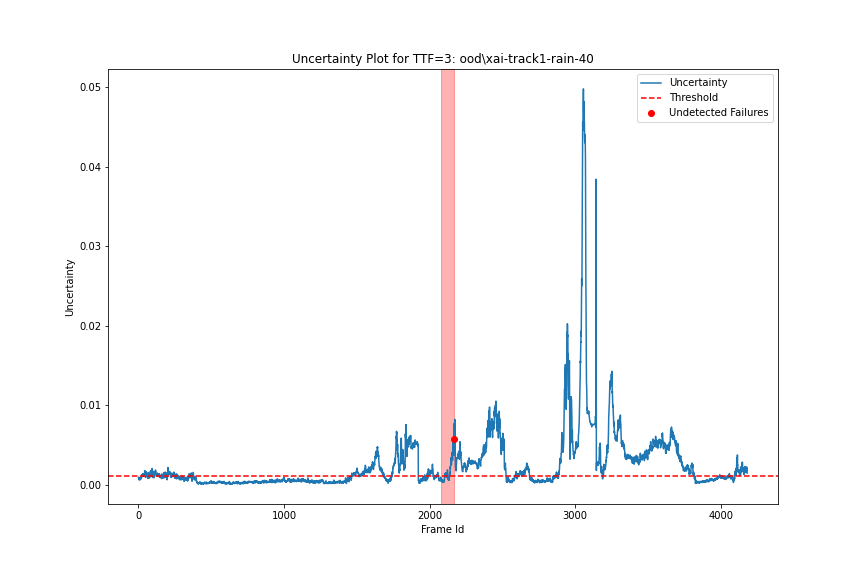 Uncertainty Plot for TTF=3: ood\xai-track1-rain-40
Uncertainty
Threshold
Undetected Failures
0.05
0.04
0.03
0.02
0.01
0.00
Uncertainty
0
1000
2000
3000
4000
Frame Id